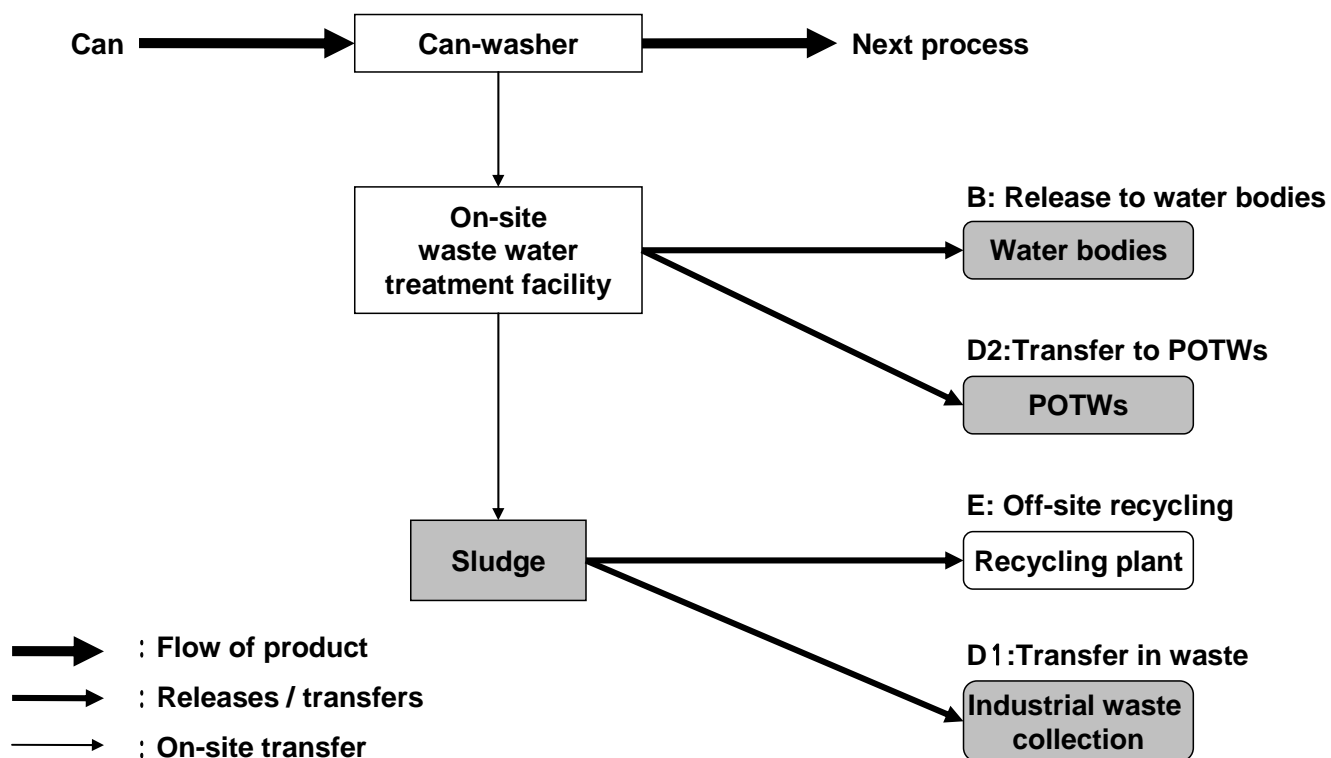 Can
Can-washer
Next process
On-site
waste water
treatment facility
B: Release to water bodies
Water bodies
D2:Transfer to POTWs
POTWs
E: Off-site recycling
Sludge
Recycling plant
D1:Transfer in waste
Industrial waste
collection
: Flow of product
: Releases / transfers
: On-site transfer